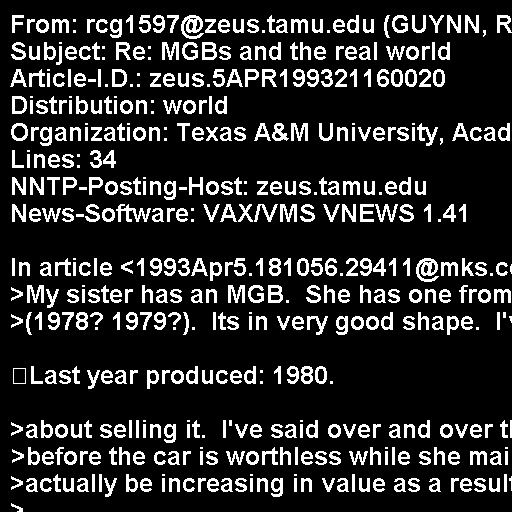 From: rcg1597@zeus.tamu.edu (GUYNN, R
Subject: Re: MGBs and the real world
Article-I.D.: zeus.5APR199321160020
Distribution: world
Organization: Texas A&M University, Acad
Lines: 34
NNTP-Posting-Host: zeus.tamu.edu
News-Software: VAX/VMS VNEWS 1.41

In article <1993Apr5.181056.29411@mks.c
>My sister has an MGB.  She has one from
>(1978? 1979?).  Its in very good shape.  I'

Last year produced: 1980.

>about selling it.  I've said over and over t
>before the car is worthless while she mai
>actually be increasing in value as a result
>